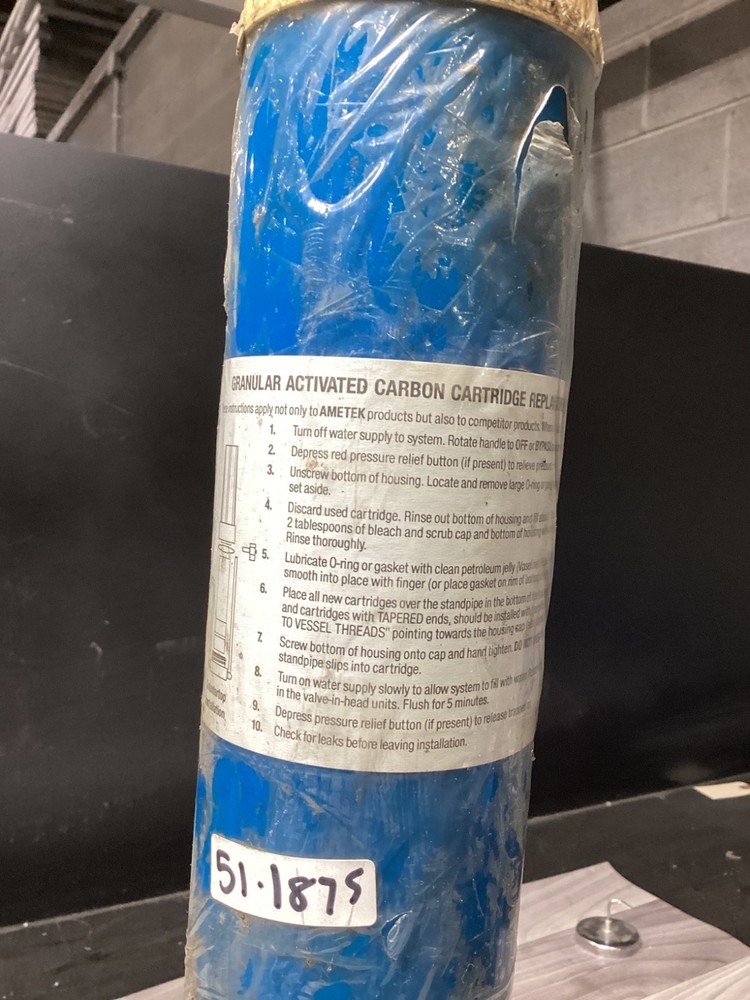 GRANULAR ACTIVATED CARBON CARTRIDGE
instructions apply not only to AMETEK products but also to competitor products.
1. Turn off water supply to system. Rotate handle to OFF or BYPASS
2. Depress red pressure relief button (if present) to relieve
3. Unscrew bottom of housing. Locate and remove large O-ring or
set aside.
4. Discard used cartridge. Rinse out bottom of housing and fill
2 tablespoons of bleach and scrub cap and bottom of housing
Rinse thoroughly.
5. Lubricate O-ring or gasket with clean petroleum jelly
smooth into place with finger (or place gasket on rim of
6. Place all new cartridges over the standpipe in the bottom of
and cartridges with TAPERED ends, should be installed
TO VESSEL THREADS" pointing towards the housing
7. Screw bottom of housing onto cap and hand tighten. DO NOT
standpipe slips into cartridge.
8. Turn on water supply slowly to allow system to fill with water.
in the valve-in-head units. Flush for 5 minutes.
9. Depress pressure relief button (if present) to release
10. Check for leaks before leaving installation.
51.1875